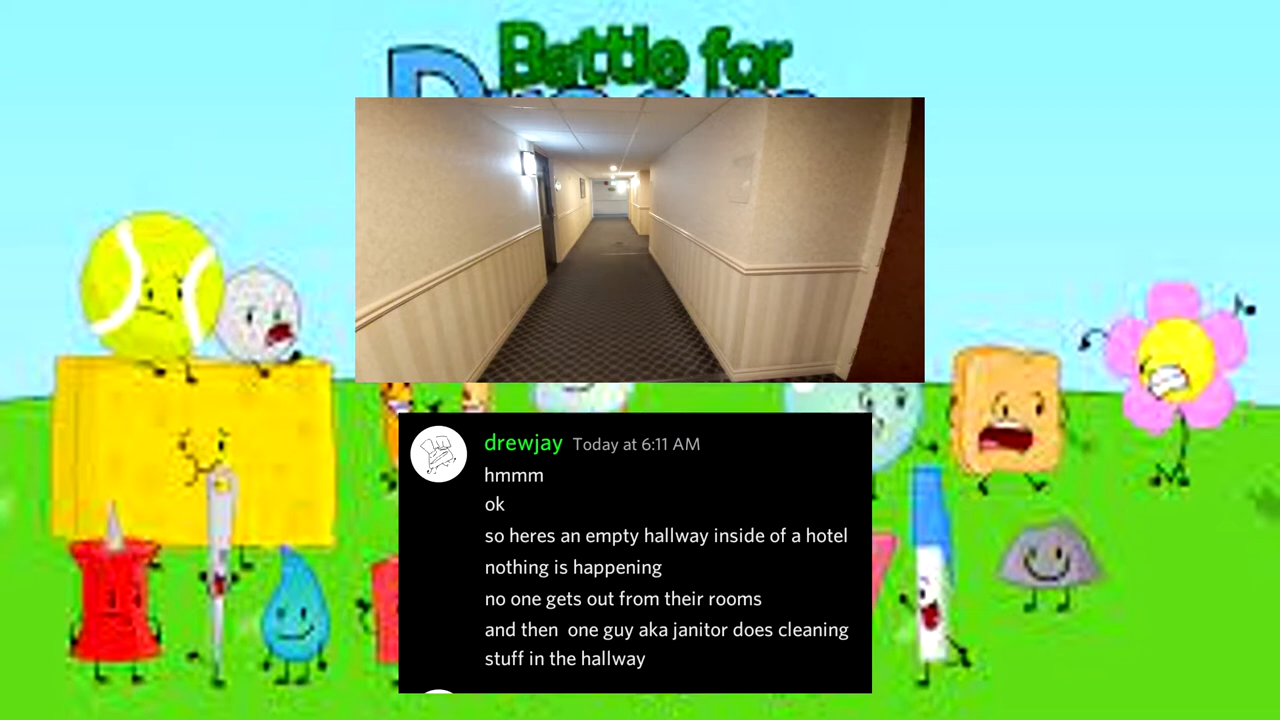 Battle for
drewjay Today at 6:11 AM
hmmm
ok
so heres an empty hallway inside of a hotel
nothing is happening
no one gets out from their rooms
and then one guy aka janitor does cleaning
stuff in the hallway